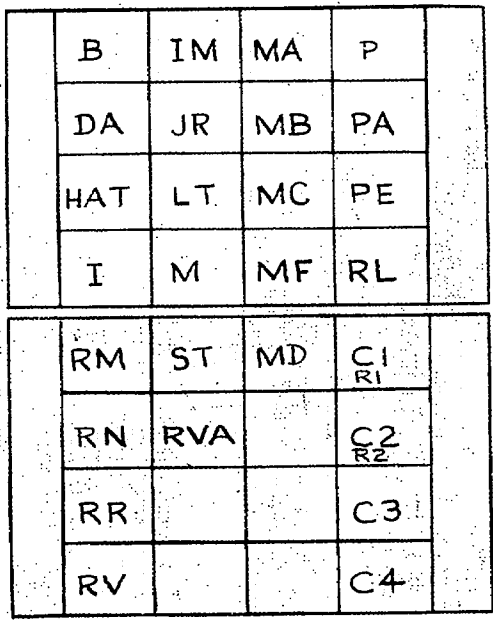 B IM MA P
DA JR MB PA
HAT LT MC PE
I M MF RL
RM ST MD C1
R1
RN RVA C2
R2
RR C3
RV C4